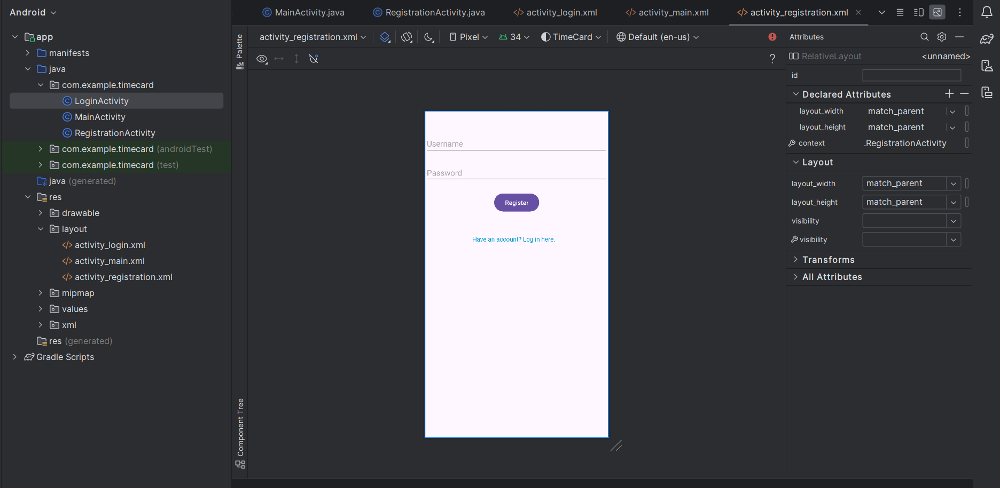 Android
app
manifests
java
com.example.timecard
LoginActivity
MainActivity
RegistrationActivity
com.example.timecard (androidTest)
com.example.timecard (test)
java (generated)
res
drawable
layout
activity_login.xml
activity_main.xml
activity_registration.xml
mipmap
values
xml
res (generated)
Gradle Scripts
MainActivity.java
RegistrationActivity.java
activity_login.xml
activity_main.xml
activity_registration.xml
Palette
activity_registration.xml
Pixel
34
TimeCard
Default (en-us)
?
Username
Password
Register
Have an account? Log in here.
Component Tree
Attributes
RelativeLayout
<unnamed>
id
Declared Attributes
layout_width match_parent
layout_height match_parent
context .RegistrationActivity
Layout
layout_width match_parent
layout_height match_parent
visibility
visibility
Transforms
All Attributes